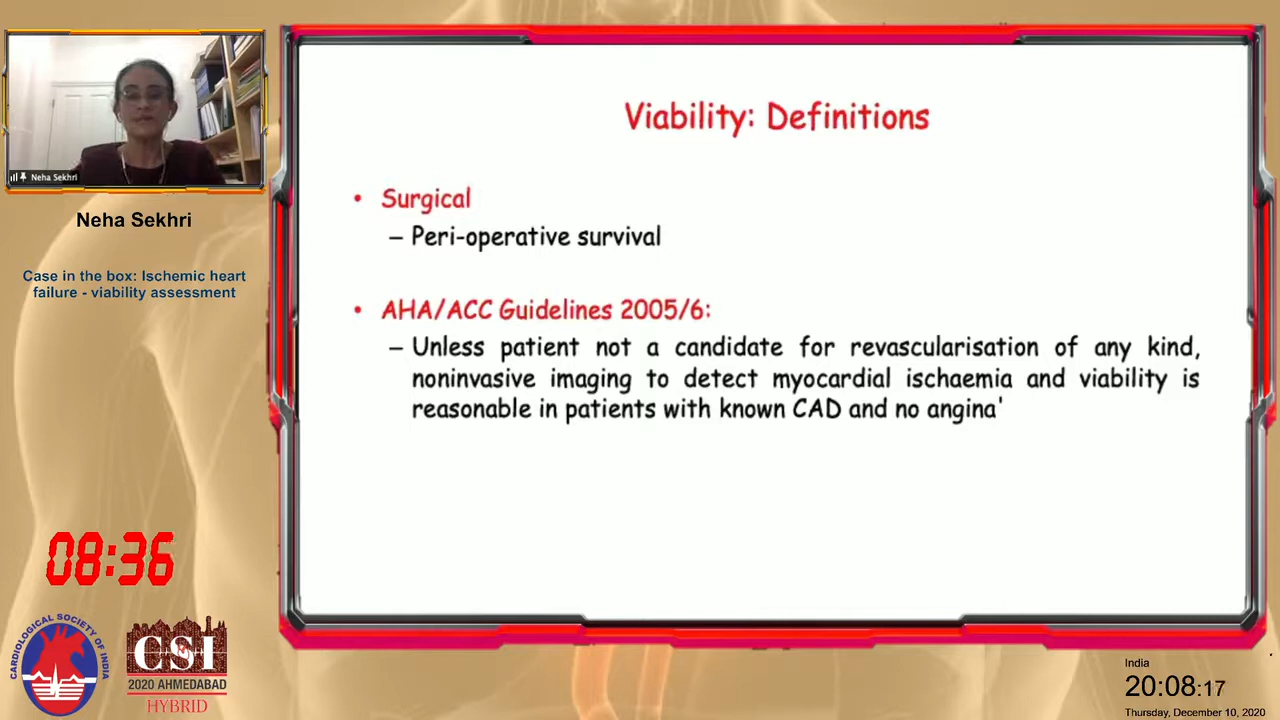 Neha Sekhri
Neha Sekhri
Case in the box: Ischemic heart
failure - viability assessment
Viability: Definitions
• Surgical
– Peri-operative survival
• AHA/ACC Guidelines 2005/6:
– Unless patient not a candidate for revascularisation of any kind,
noninvasive imaging to detect myocardial ischaemia and viability is
reasonable in patients with known CAD and no angina'
08:36
CARDIOLOGICAL SOCIETY OF INDIA
CSI
2020 AHMEDABAD
HYBRID
India
20:08:17
Thursday, December 10, 2020